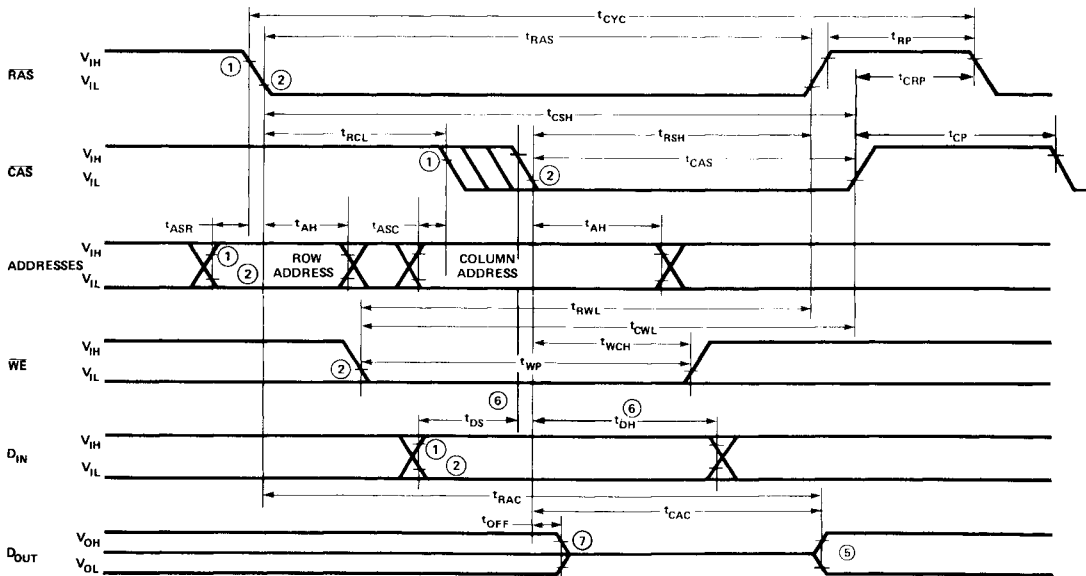 tCYC
tRAS
tRP
RAS
VIH
VIL
1
2
tCRP
tCSH
tRCL
tRSH
tCP
CAS
VIH
VIL
1
2
tCAS
tASR
tAH
tASC
tAH
ADDRESSES
VIH
VIL
1
2
ROW ADDRESS
COLUMN ADDRESS
tRWL
tCWL
tWCH
WE
VIH
VIL
2
tWP
6
6
tDS
tDH
DIN
VIH
VIL
1
2
tRAC
tCAC
tOFF
DOUT
VOH
VOL
7
5